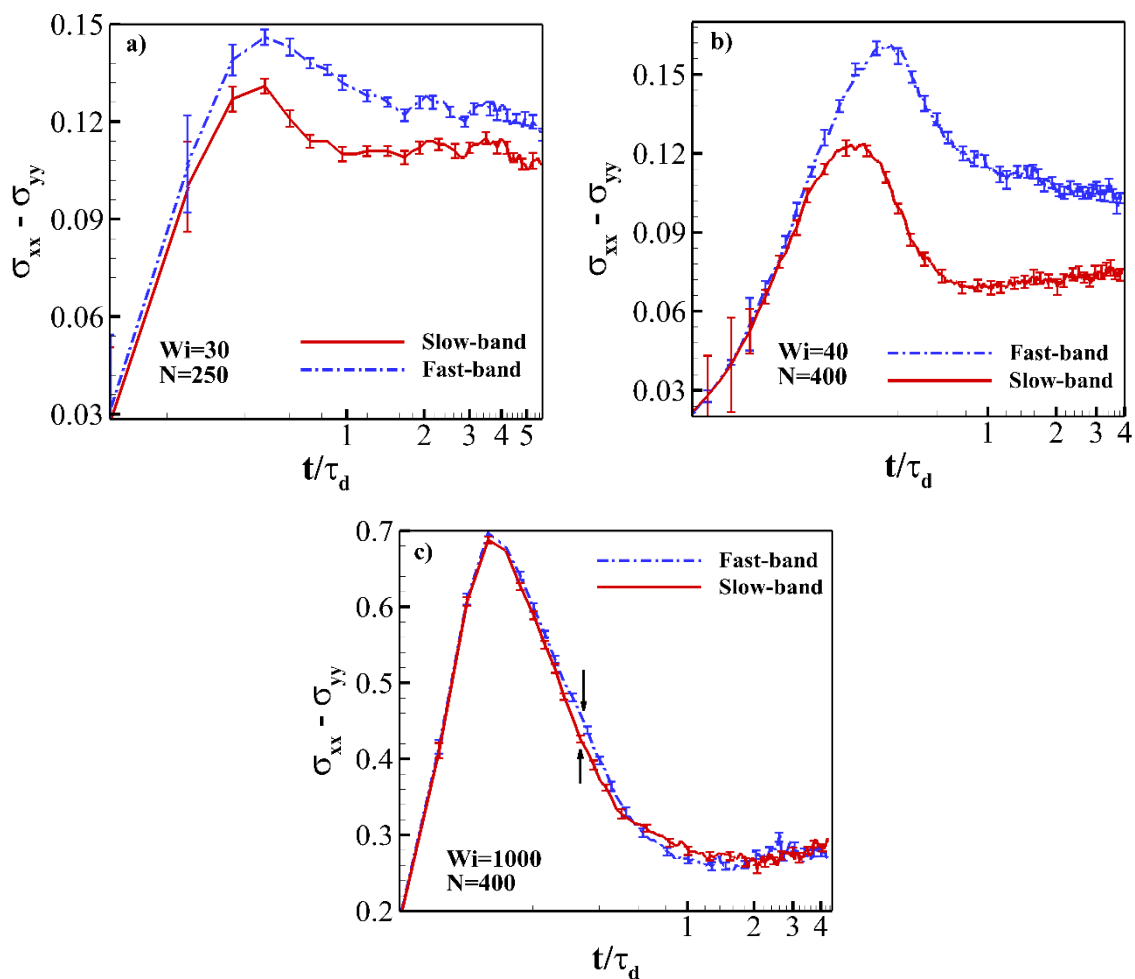 a)
0.15
0.12
0.09
0.06
0.03
σxx - σyy
Wi=30
N=250
Slow-band
Fast-band
1 2 3 4 5
t/τd
b)
0.15
0.12
0.09
0.06
0.03
σxx - σyy
Wi=40
N=400
Fast-band
Slow-band
1 2 3 4
t/τd
c)
0.7
0.6
0.5
0.4
0.3
0.2
σxx - σyy
Fast-band
Slow-band
Wi=1000
N=400
1 2 3 4
t/τd